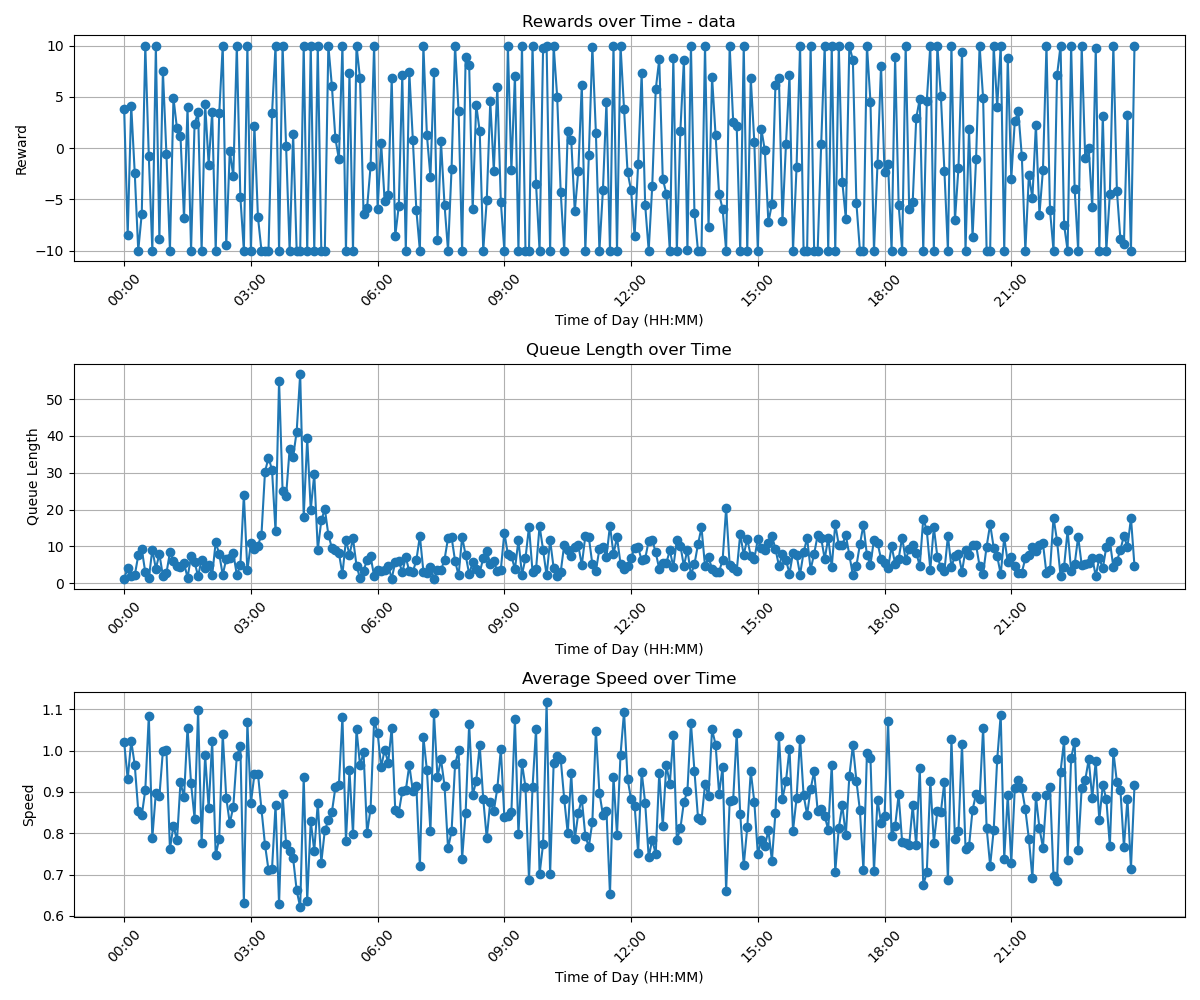 Rewards over Time - data
10
5
0
−5
−10
Reward
00:00 03:00 06:00 09:00 12:00 15:00 18:00 21:00
Time of Day (HH:MM)
Queue Length over Time
50
40
30
20
10
0
Queue Length
00:00 03:00 06:00 09:00 12:00 15:00 18:00 21:00
Time of Day (HH:MM)
Average Speed over Time
1.1
1.0
0.9
0.8
0.7
0.6
Speed
00:00 03:00 06:00 09:00 12:00 15:00 18:00 21:00
Time of Day (HH:MM)